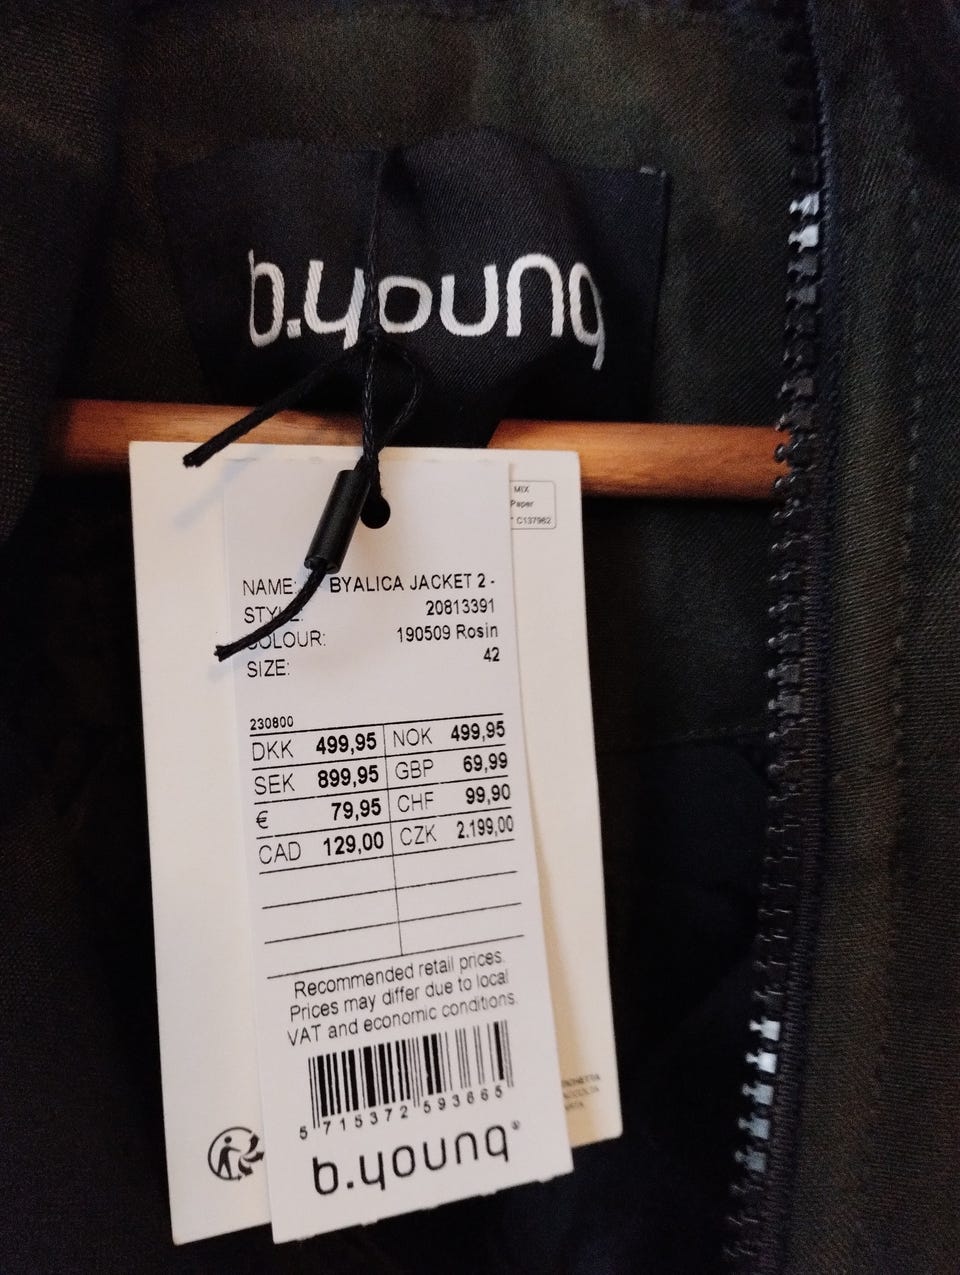 b.young
MIX
Paper
C137962
NAME: BYALICA JACKET 2 -
STYLE: 20813391
COLOUR: 190509 Rosin
SIZE: 42
230800
DKK 499,95 NOK 499,95
SEK 899,95 GBP 69,99
€ 79,95 CHF 99,90
CAD 129,00 CZK 2.199,00
Recommended retail prices.
Prices may differ due to local
VAT and economic conditions.
5 715372 593665
b.young®